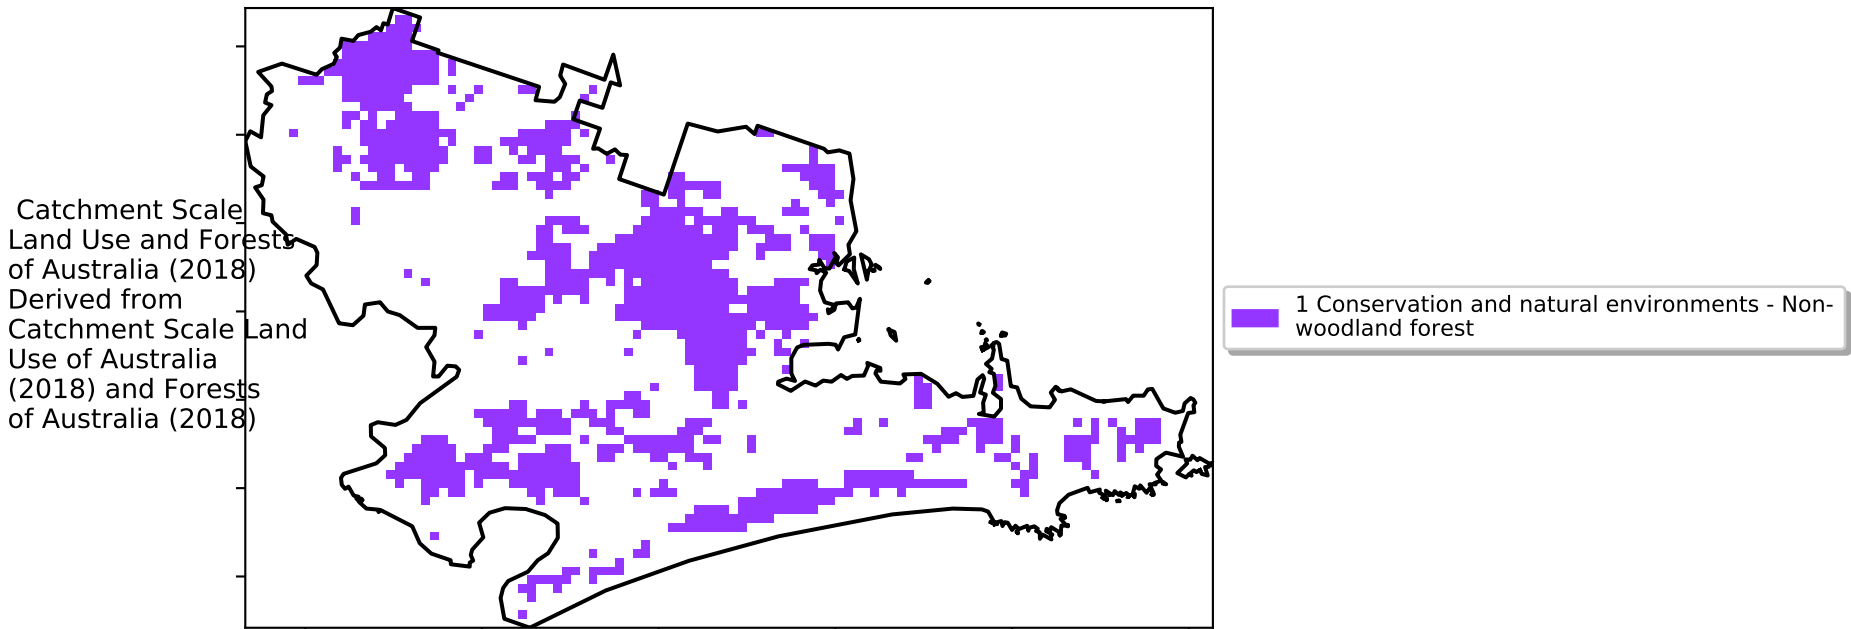 Catchment Scale
Land Use and Forests
of Australia (2018)
Derived from
Catchment Scale Land
Use of Australia
(2018) and Forests
of Australia (2018)
1 Conservation and natural environments - Non-
woodland forest